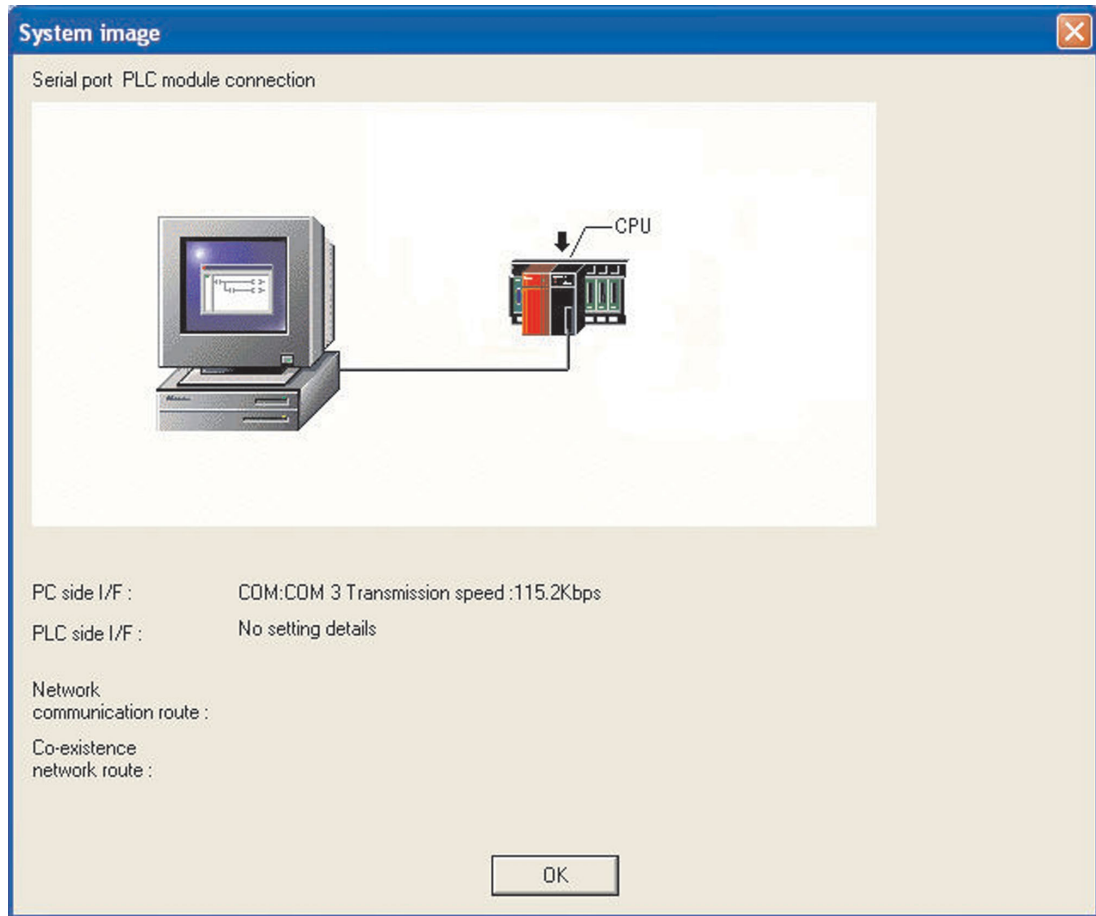 System image
Serial port PLC module connection
CPU
PC side I/F : COM:COM 3 Transmission speed :115.2Kbps
PLC side I/F : No setting details
Network
communication route :
Co-existence
network route :
OK